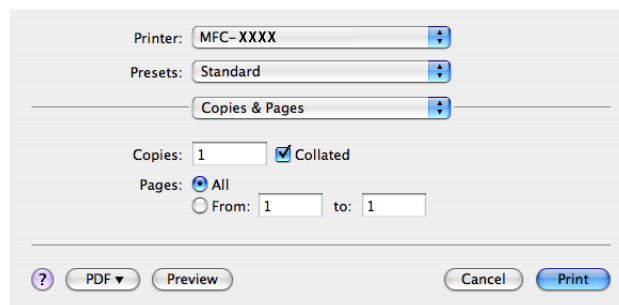 Printer: MFC-XXXX
Presets: Standard
Copies & Pages
Copies: 1 Collated
Pages: All
From: 1 to: 1
? PDF ▼ Preview Cancel Print